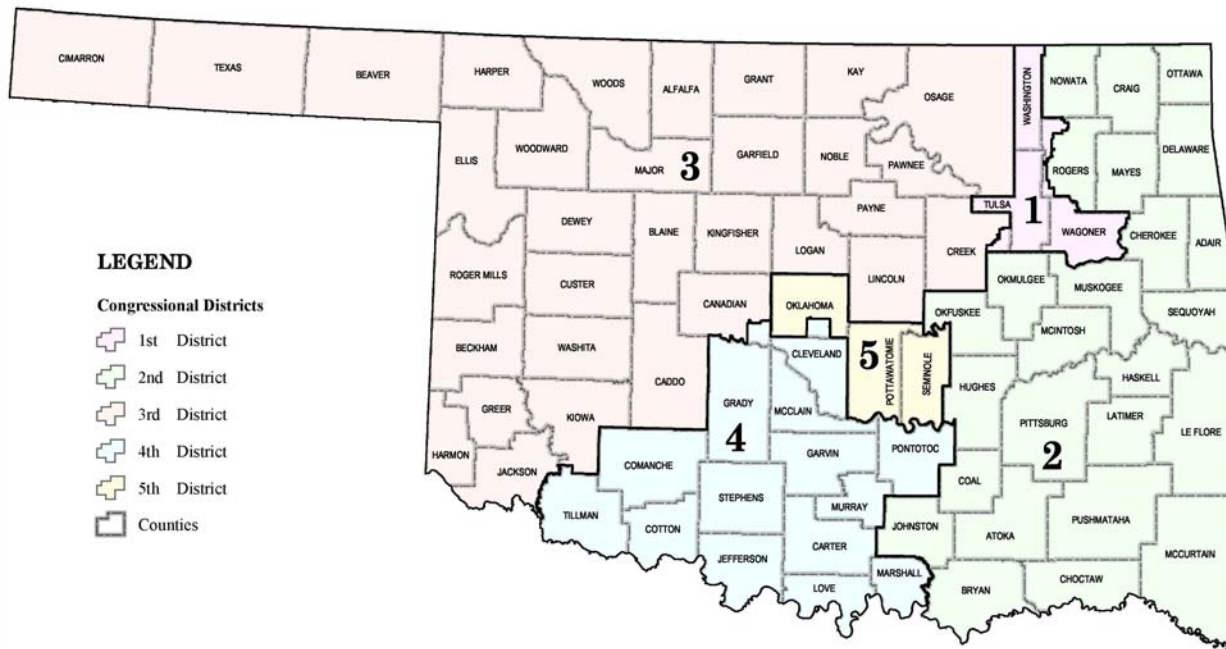 CIMARRON
TEXAS
BEAVER
HARPER
WOODS
ALFALFA
GRANT
KAY
OSAGE
WASHINGTON
NOWATA
CRAIG
OTTAWA
ELLIS
WOODWARD
MAJOR
3
GARFIELD
NOBLE
PAWNEE
ROGERS
MAYES
DELAWARE
TULSA
1
WAGONER
CHEROKEE
ADAIR
DEWEY
BLAINE
KINGFISHER
LOGAN
PAYNE
CREEK
LINCOLN
ROGER MILLS
CUSTER
CANADIAN
OKLAHOMA
OKMULGEE
MUSKOGEE
SEQUOYAH
OKFUSKEE
MCINTOSH
BECKHAM
WASHITA
CADDO
CLEVELAND
5
POTTAWATOMIE
SEMINOLE
HUGHES
HASKELL
GREER
KIOWA
GRADY
MCCLAIN
4
PITTSBURG
LATIMER
LE FLORE
2
HARMON
JACKSON
COMANCHE
GARVIN
PONTOTOC
COAL
TILLMAN
COTTON
STEPHENS
MURRAY
JOHNSTON
ATOKA
PUSHMATAHA
MCCURTAIN
JEFFERSON
CARTER
LOVE
MARSHALL
BRYAN
CHOCTAW
LEGEND
Congressional Districts
1st District
2nd District
3rd District
4th District
5th District
Counties